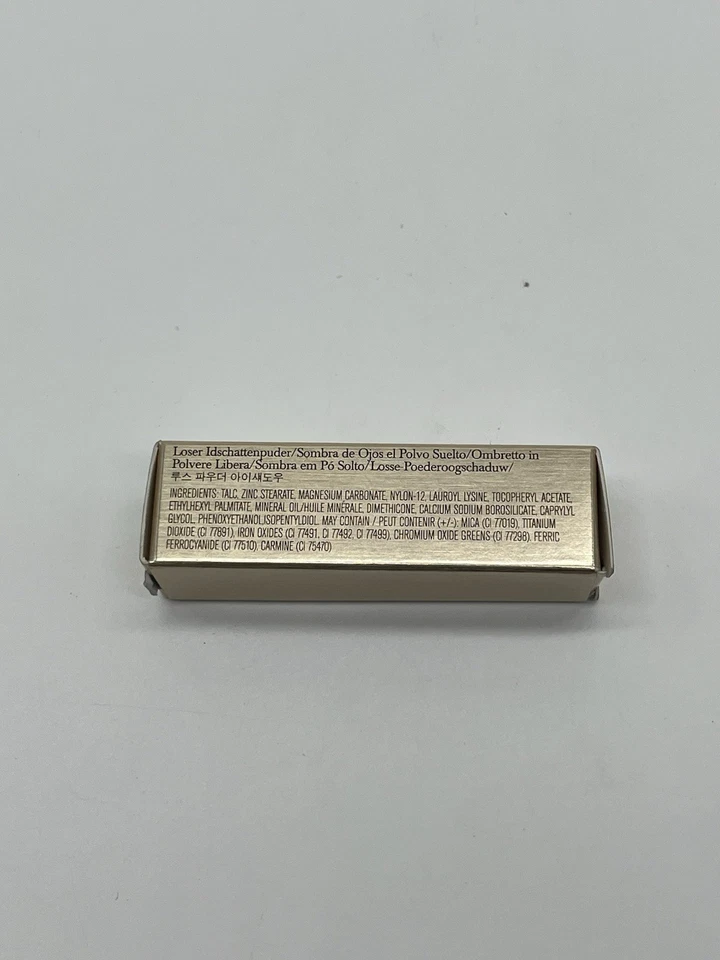 Loser Idschattenpuder/Sombra de Ojos el Polvo Suelto/Ombretto in
Polvere Libera/Sombra em Pó Solto/Losse-Poederoogschaduw/
루스 파우더 아이섀도우
INGREDIENTS: TALC, ZINC STEARATE, MAGNESIUM CARBONATE, NYLON-12, LAUROYL LYSINE, TOCOPHERYL ACETATE,
ETHYLHEXYL PALMITATE, MINERAL OIL/HUILE MINÉRALE, DIMETHICONE, CALCIUM SODIUM BOROSILICATE, CAPRYLYL
GLYCOL, PHENOXYETHANOL,ISOPENTYLDIOL. MAY CONTAIN / PEUT CONTENIR (+/-): MICA (CI 77019), TITANIUM
DIOXIDE (CI 77891), IRON OXIDES (CI 77491, CI 77492, CI 77499), CHROMIUM OXIDE GREENS (CI 77298). FERRIC
FERROCYANIDE (CI 77510), CARMINE (CI 75470)